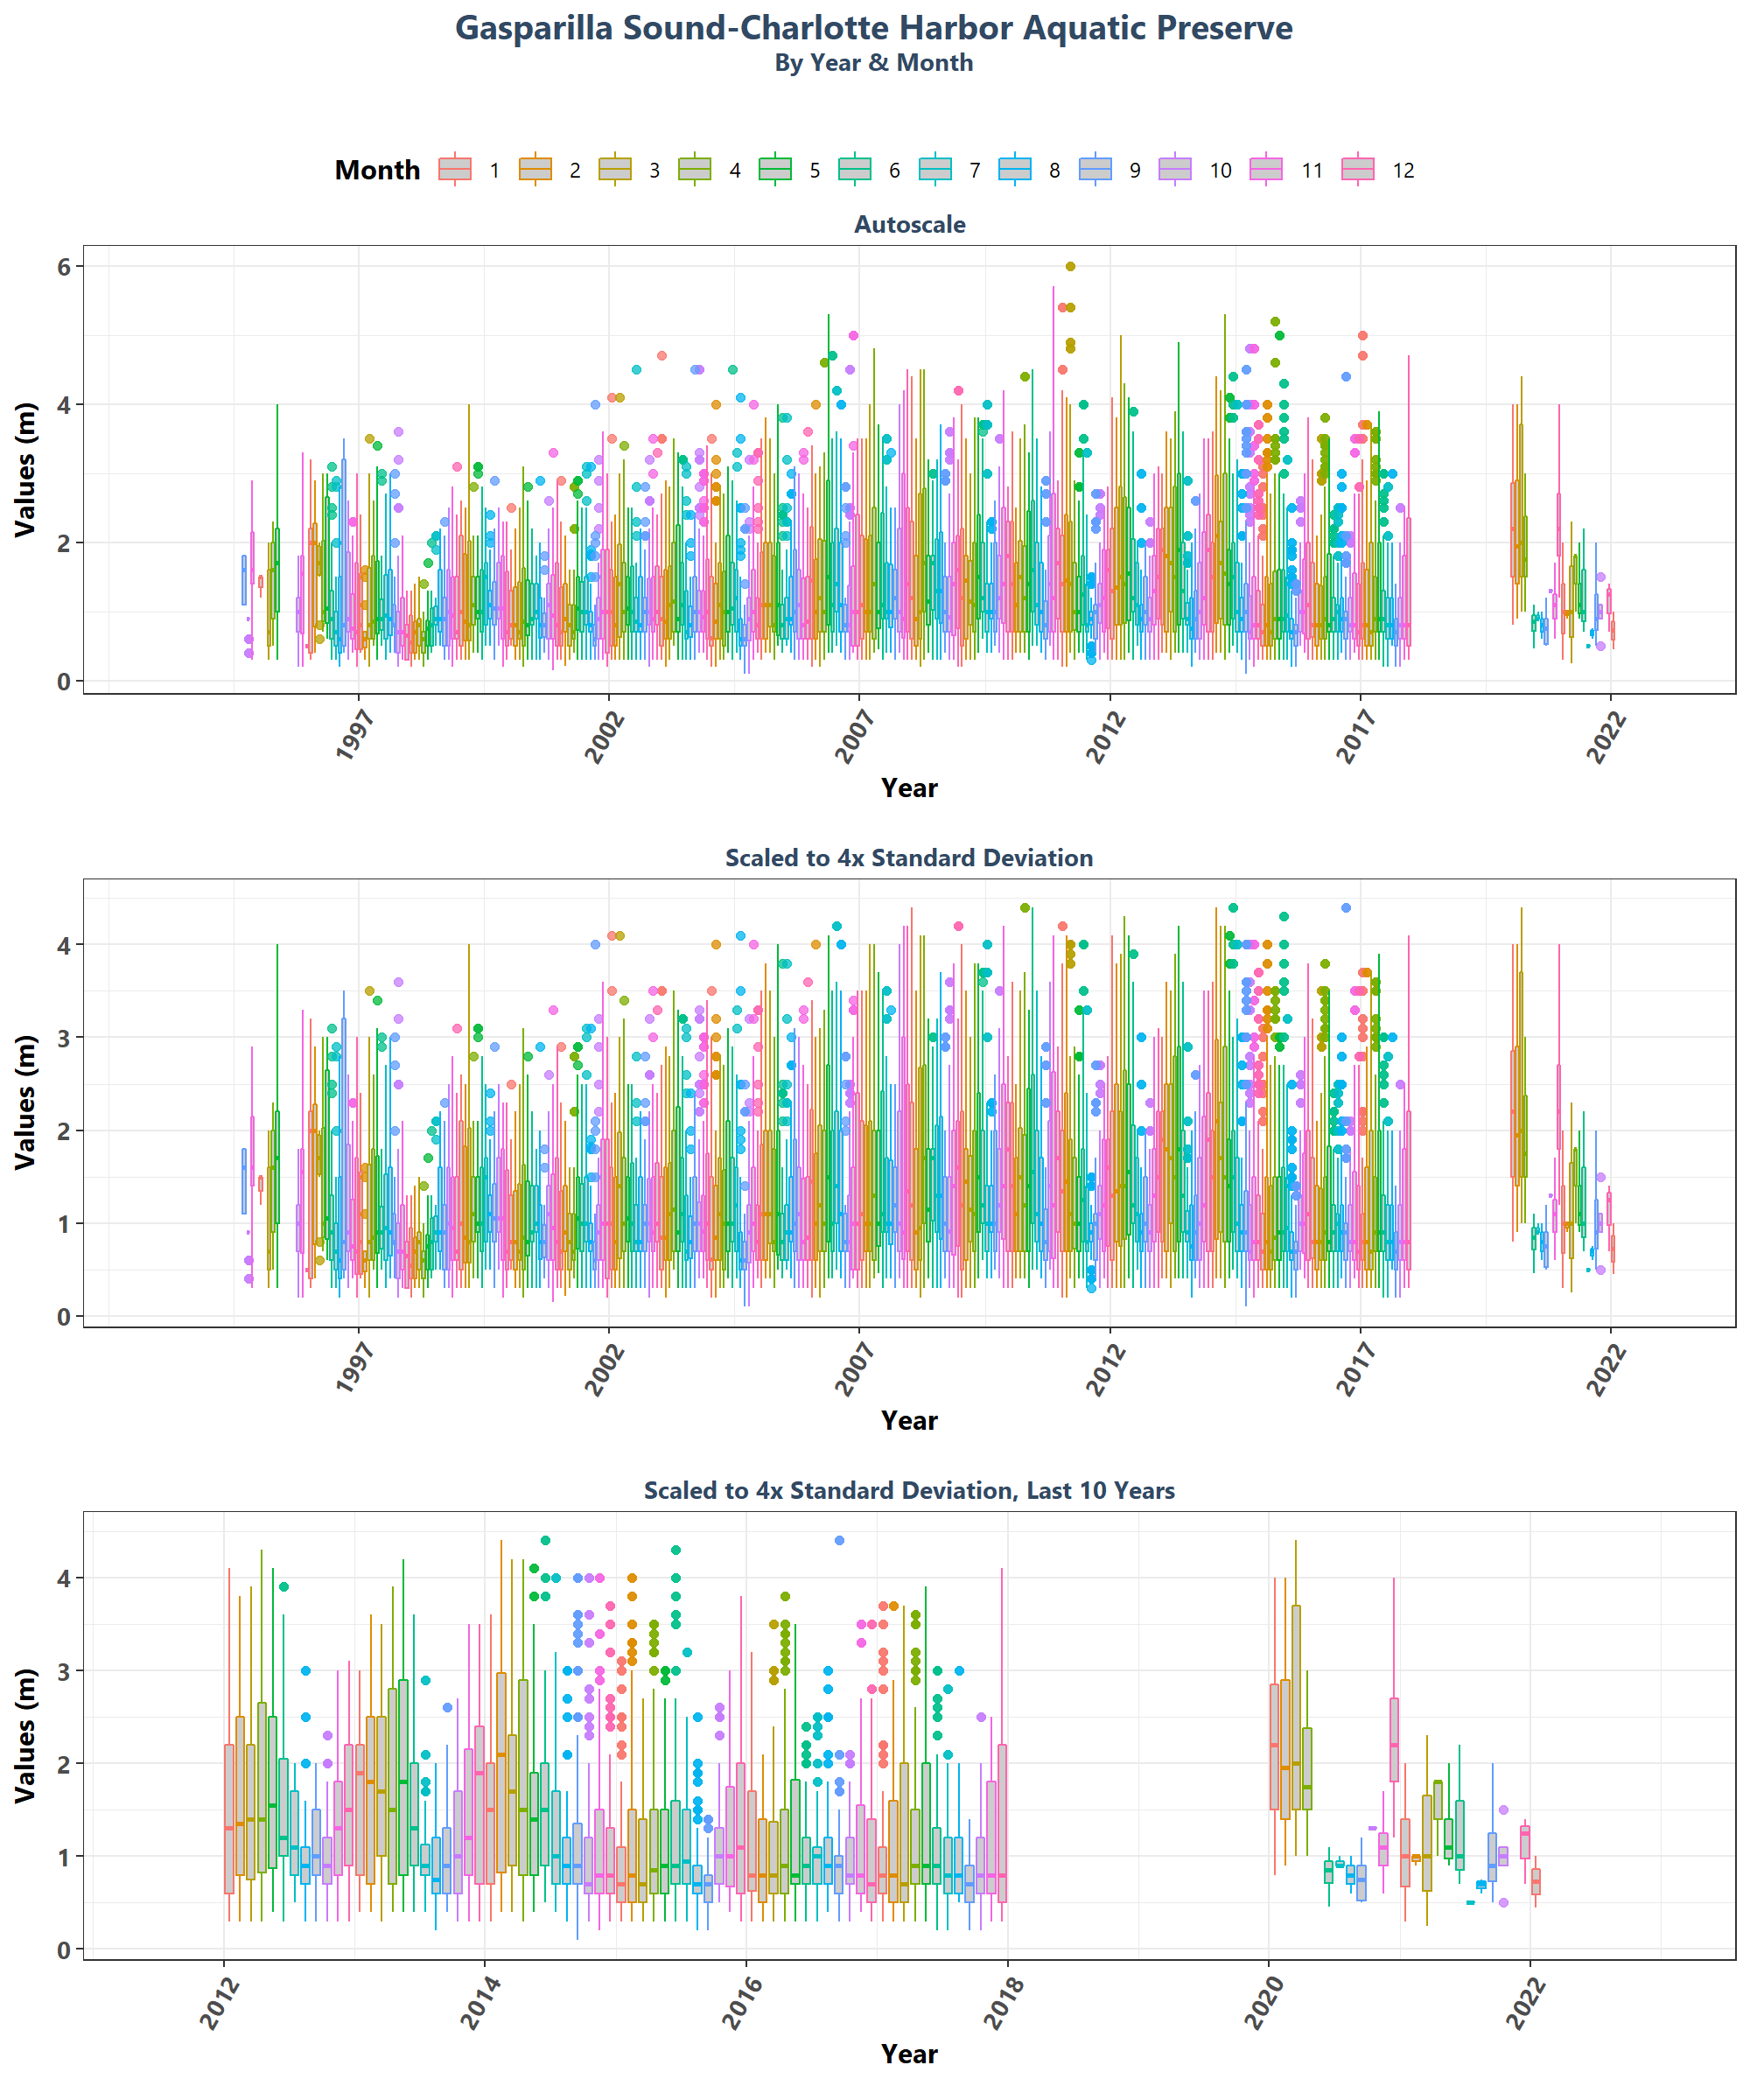 Gasparilla Sound-Charlotte Harbor Aquatic Preserve
By Year & Month
Month 1 2 3 4 5 6 7 8 9 10 11 12
Autoscale
Values (m)
6
4
2
0
1997 2002 2007 2012 2017 2022
Year
Scaled to 4x Standard Deviation
Values (m)
4
3
2
1
0
1997 2002 2007 2012 2017 2022
Year
Scaled to 4x Standard Deviation, Last 10 Years
Values (m)
4
3
2
1
0
2012 2014 2016 2018 2020 2022
Year